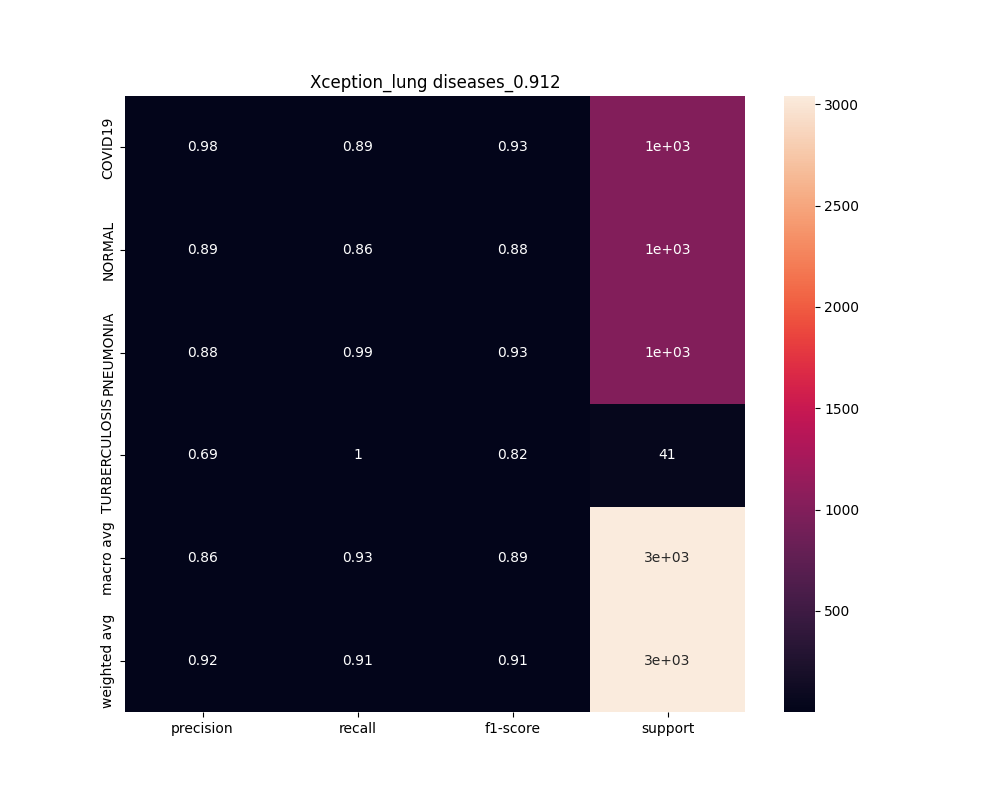 Xception_lung diseases_0.912
COVID19 0.98 0.89 0.93 1e+03
NORMAL 0.89 0.86 0.88 1e+03
PNEUMONIA 0.88 0.99 0.93 1e+03
TURBERCULOSIS 0.69 1 0.82 41
macro avg 0.86 0.93 0.89 3e+03
weighted avg 0.92 0.91 0.91 3e+03
precision recall f1-score support
3000
2500
2000
1500
1000
500